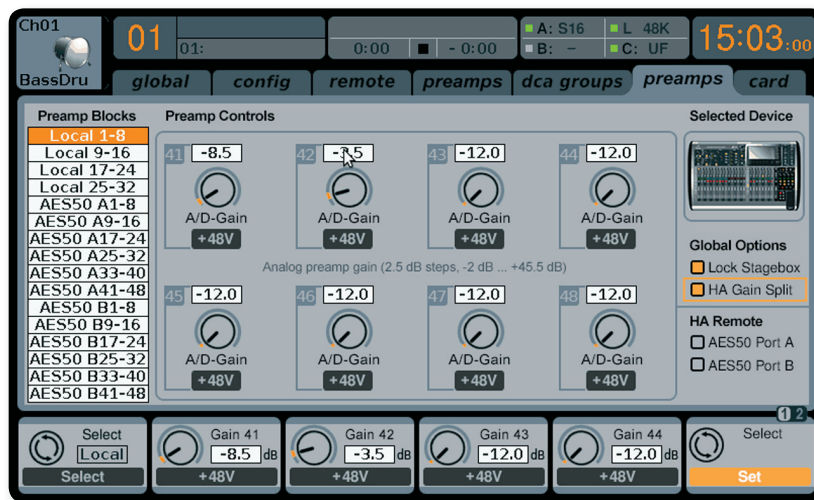 Ch01
BassDru
01
01:
0:00
- 0:00
A: S16
L 48K
B: -
C: UF
15:03:00
global
config
remote
preamps
dca groups
preamps
card
Preamp Blocks
Local 1-8
Local 9-16
Local 17-24
Local 25-32
AES50 A1-8
AES50 A9-16
AES50 A17-24
AES50 A25-32
AES50 A33-40
AES50 A41-48
AES50 B1-8
AES50 B9-16
AES50 B17-24
AES50 B25-32
AES50 B33-40
AES50 B41-48
Preamp Controls
41 -8.5
A/D-Gain
+48V
42
A/D-Gain
+48V
43 -12.0
A/D-Gain
+48V
44 -12.0
A/D-Gain
+48V
Analog preamp gain (2.5 dB steps, -2 dB ... +45.5 dB)
45 -12.0
A/D-Gain
+48V
46 -12.0
A/D-Gain
+48V
47 -12.0
A/D-Gain
+48V
48 -12.0
A/D-Gain
+48V
Selected Device
Global Options
Lock Stagebox
HA Gain Split
HA Remote
AES50 Port A
AES50 Port B
1 2
Select
Local
Select
Gain 41
-8.5 dB
+48V
Gain 42
-3.5 dB
+48V
Gain 43
-12.0 dB
+48V
Gain 44
-12.0 dB
+48V
Select
Set